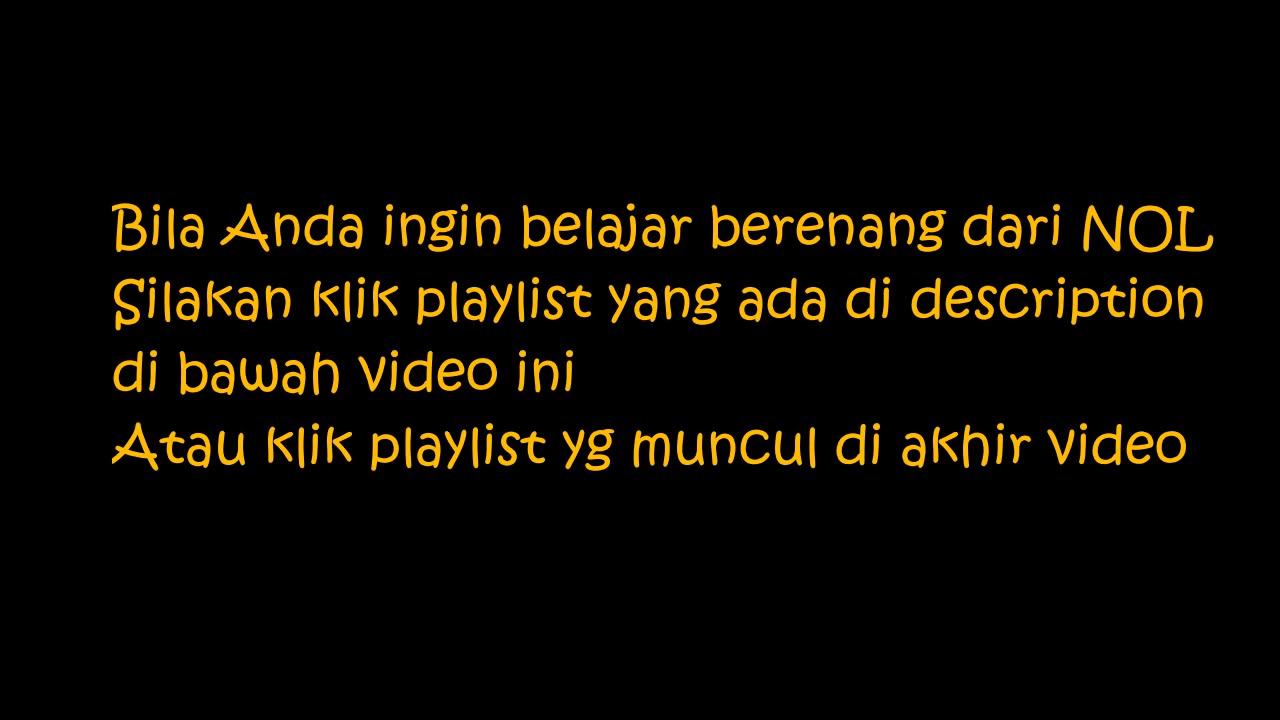 Bila Anda ingin belajar berenang dari NOL
Silakan klik playlist yang ada di description
di bawah video ini
Atau klik playlist yg muncul di akhir video